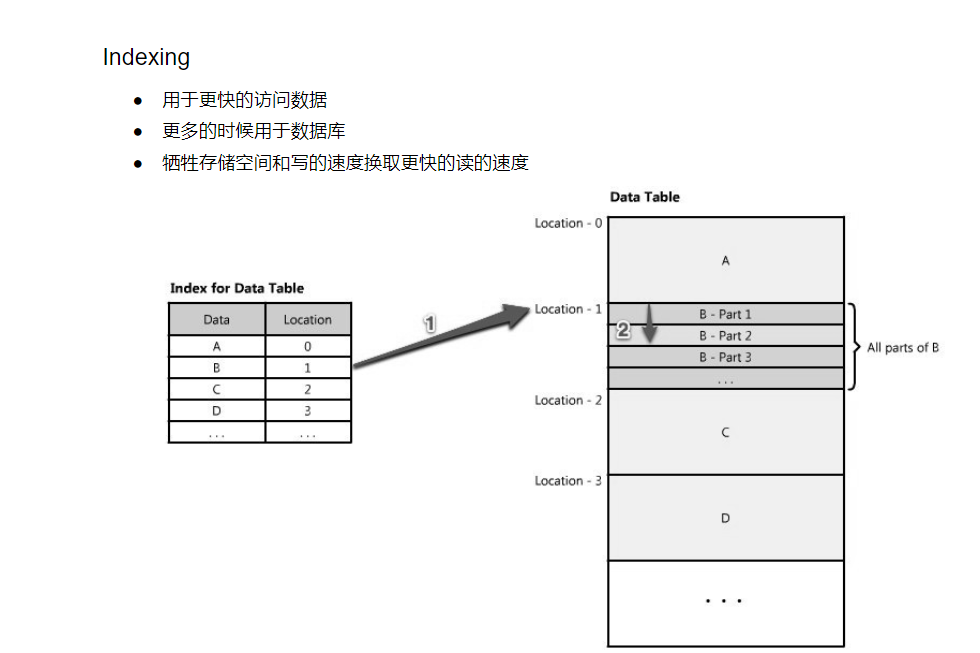 Indexing
● 用于更快的访问数据
● 更多的时候用于数据库
● 牺牲存储空间和写的速度换取更快的读的速度
Index for Data Table
Data Location
A 0
B 1
C 2
D 3
... ...
1
Data Table
Location - 0
A
Location - 1
B - Part 1
2
B - Part 2
B - Part 3
...
All parts of B
Location - 2
C
Location - 3
D
...